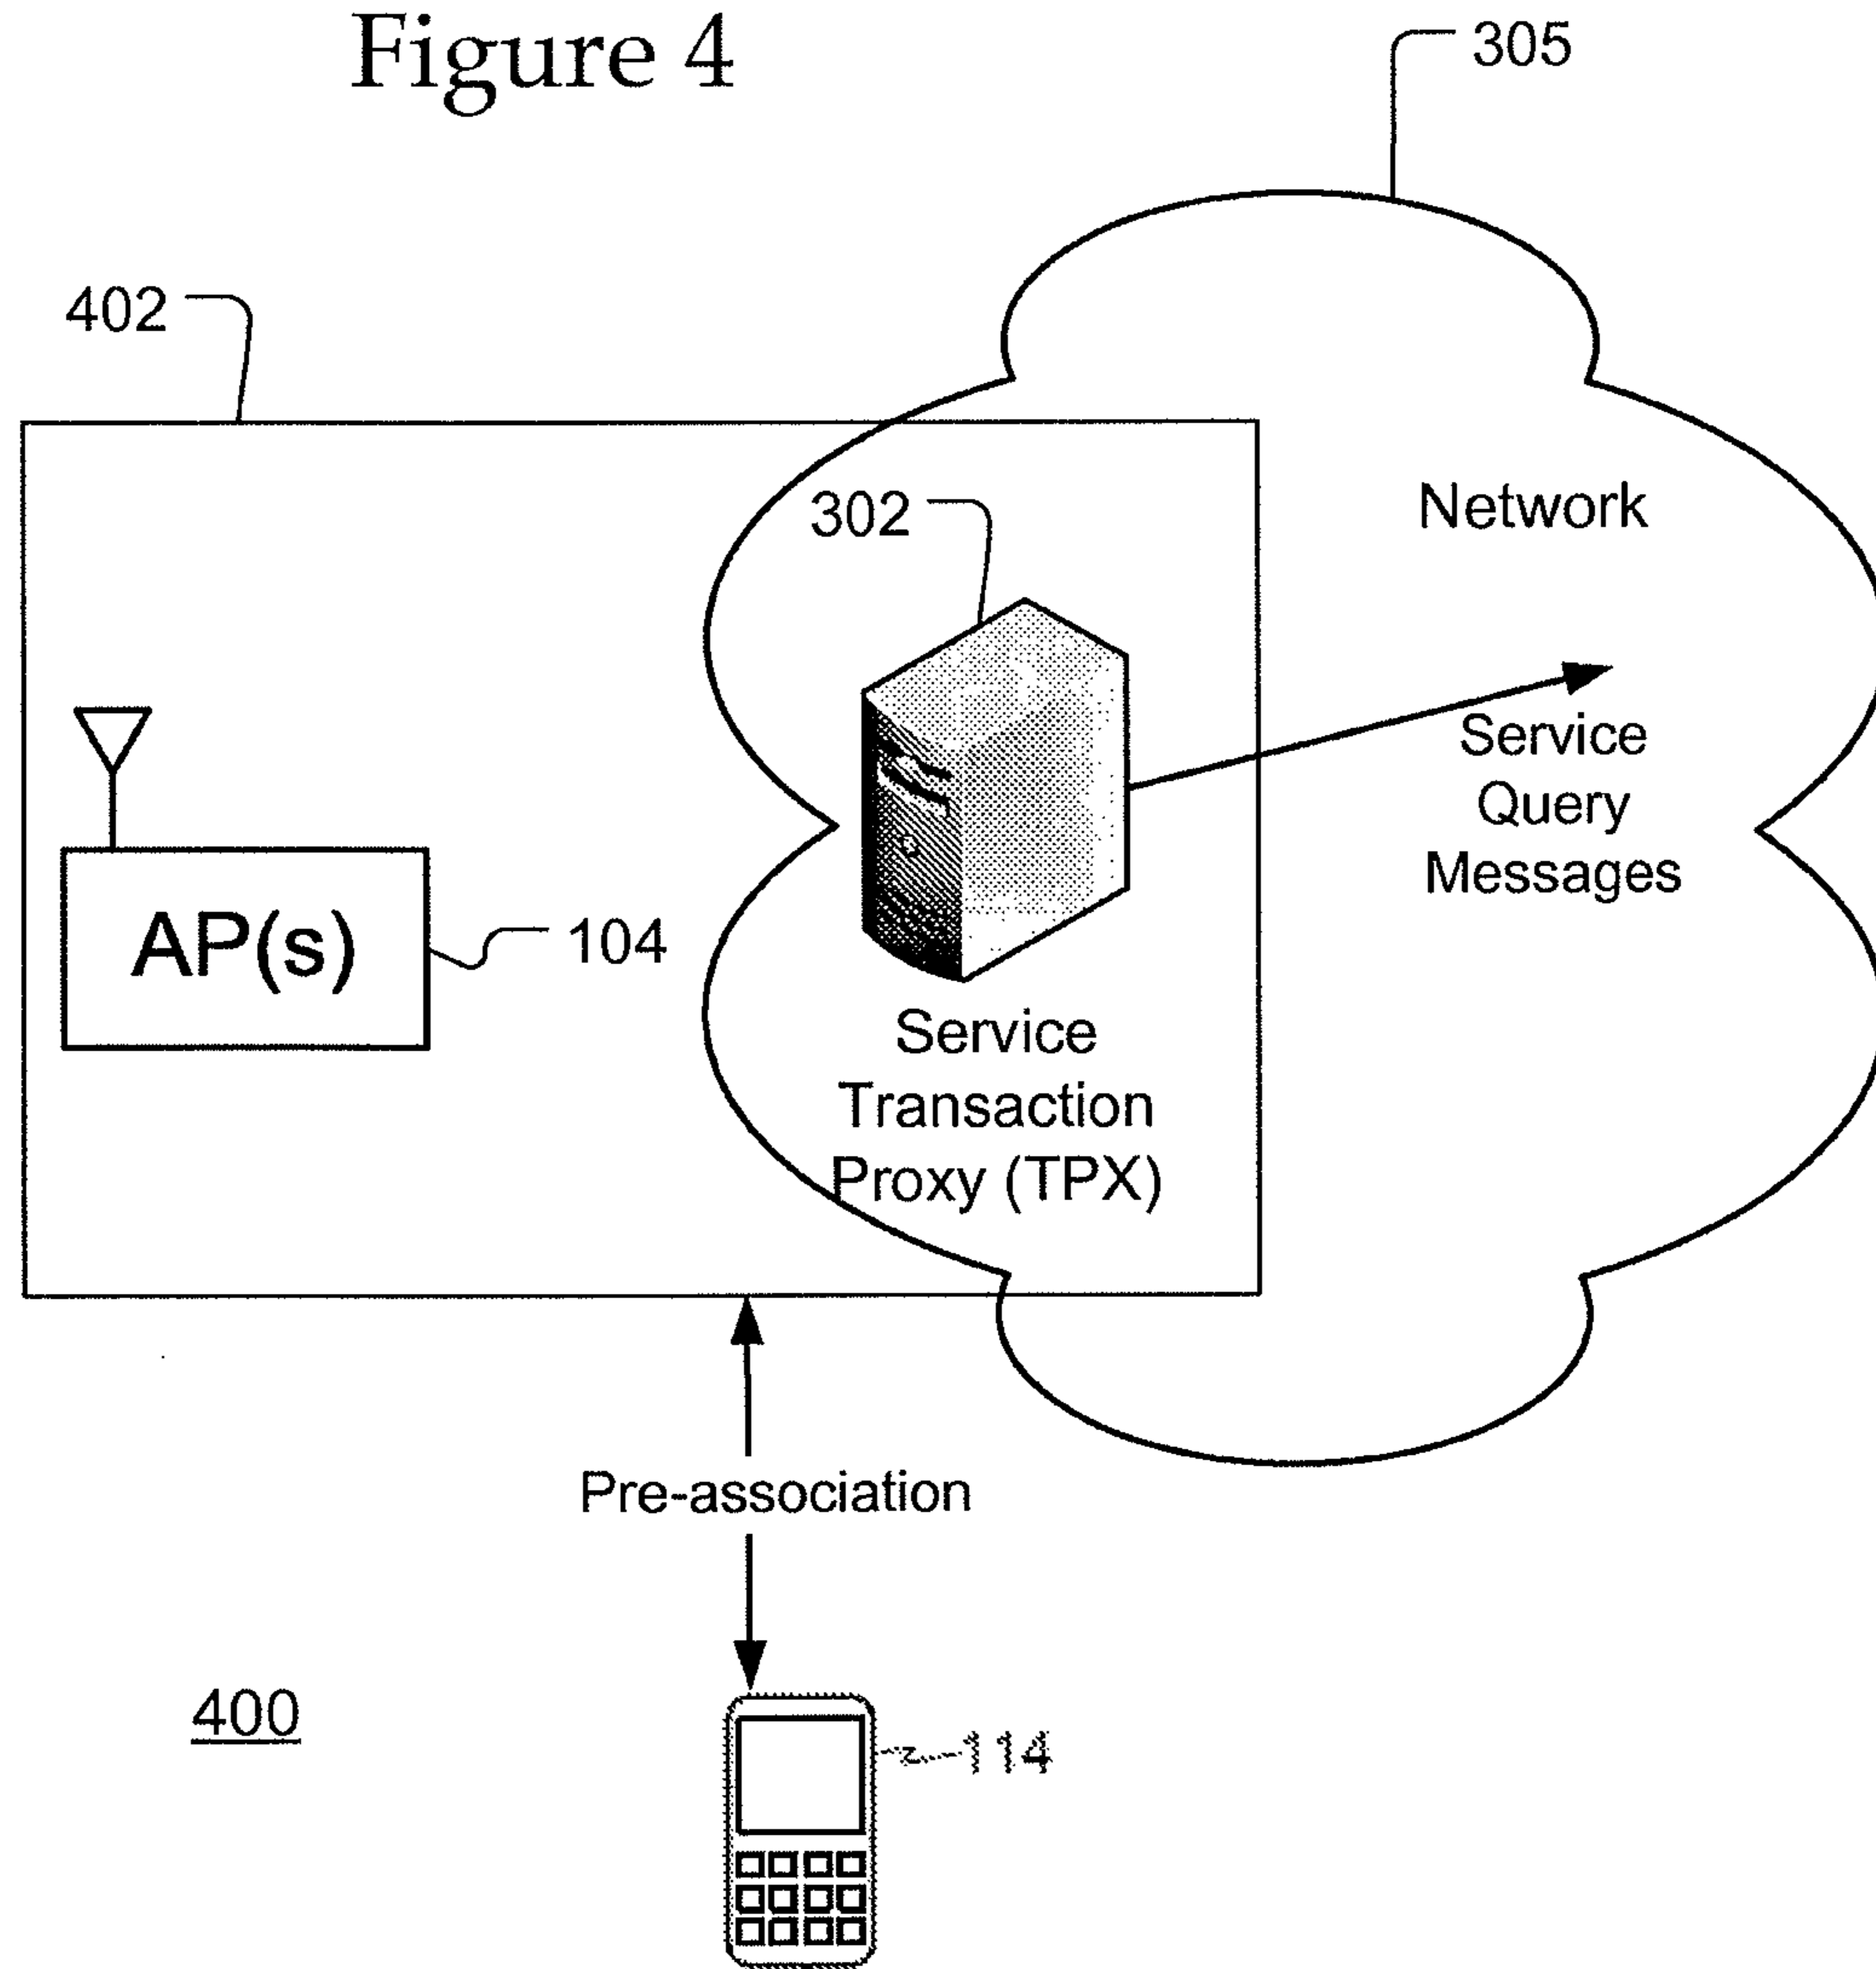 Figure 4
305
402
302
Network
Service
Query
Messages
AP(s)
104
Service
Transaction
Proxy (TPX)
Pre-association
400
114